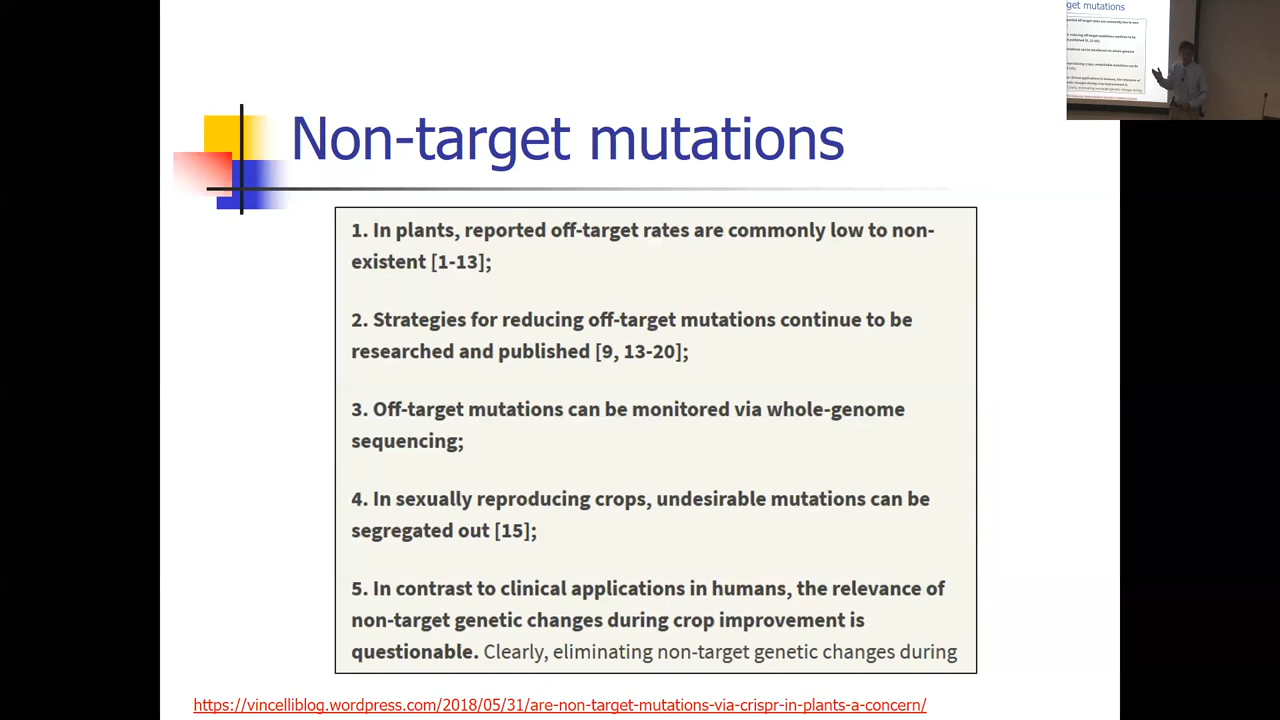 Non-target mutations
1. In plants, reported off-target rates are commonly low to non-
existent [1-13];
2. Strategies for reducing off-target mutations continue to be
researched and published [9, 13-20];
3. Off-target mutations can be monitored via whole-genome
sequencing;
4. In sexually reproducing crops, undesirable mutations can be
segregated out [15];
5. In contrast to clinical applications in humans, the relevance of
non-target genetic changes during crop improvement is
questionable. Clearly, eliminating non-target genetic changes during
https://vincelliblog.wordpress.com/2018/05/31/are-non-target-mutations-via-crispr-in-plants-a-concern/
get mutations